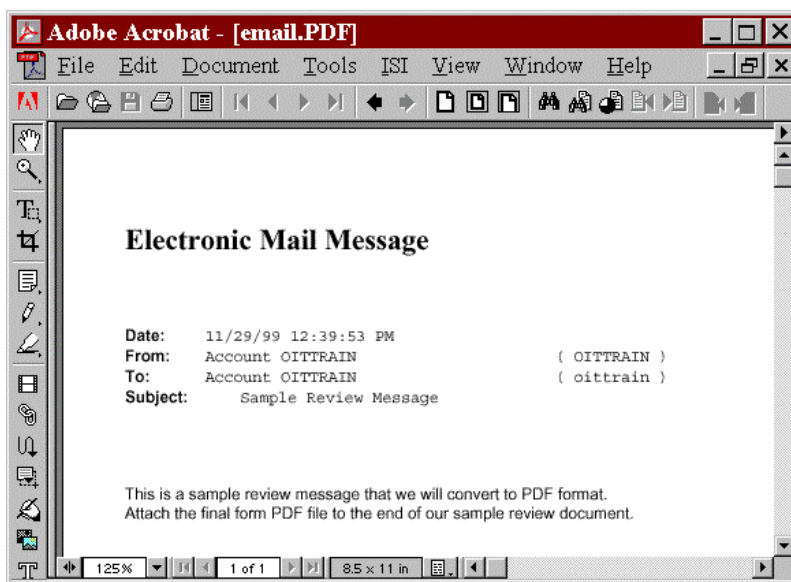 Adobe Acrobat - [email.PDF]
File Edit Document Tools ISI View Window Help
Electronic Mail Message
Date: 11/29/99 12:39:53 PM
From: Account OITTRAIN ( OITTRAIN )
To: Account OITTRAIN ( oittrain )
Subject: Sample Review Message
This is a sample review message that we will convert to PDF format.
Attach the final form PDF file to the end of our sample review document.
125% 1 of 1 8.5 x 11 in